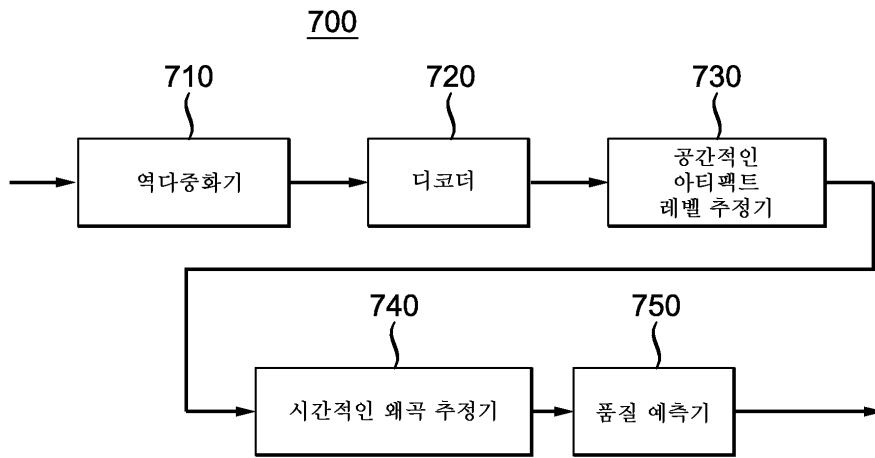 700
710
720
730
역다중화기
디코더
공간적인
아티팩트
레벨 추정기
740
750
시간적인 왜곡 추정기
품질 예측기